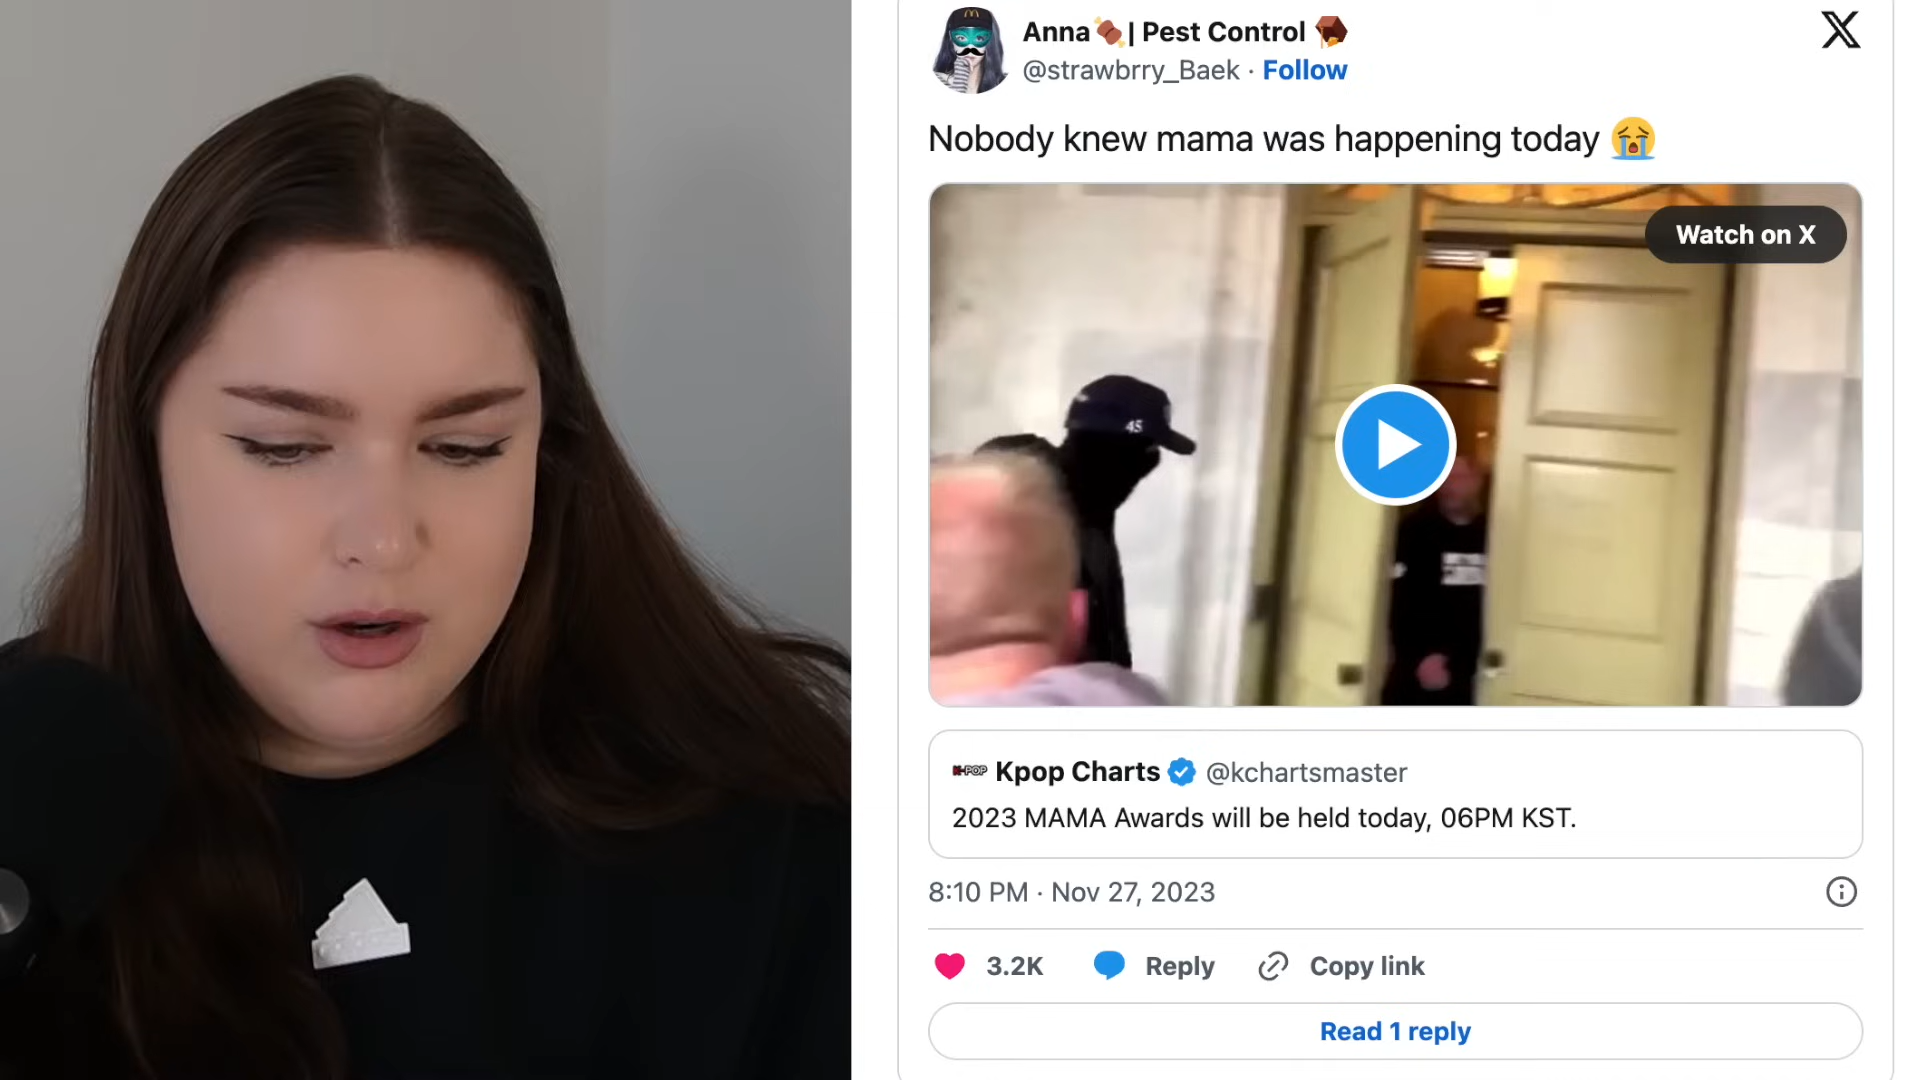 Anna | Pest Control
@strawbrry_Baek · Follow
Nobody knew mama was happening today 😭
Watch on X
45
K-POP Kpop Charts @kchartsmaster
2023 MAMA Awards will be held today, 06PM KST.
8:10 PM · Nov 27, 2023
3.2K Reply Copy link
Read 1 reply